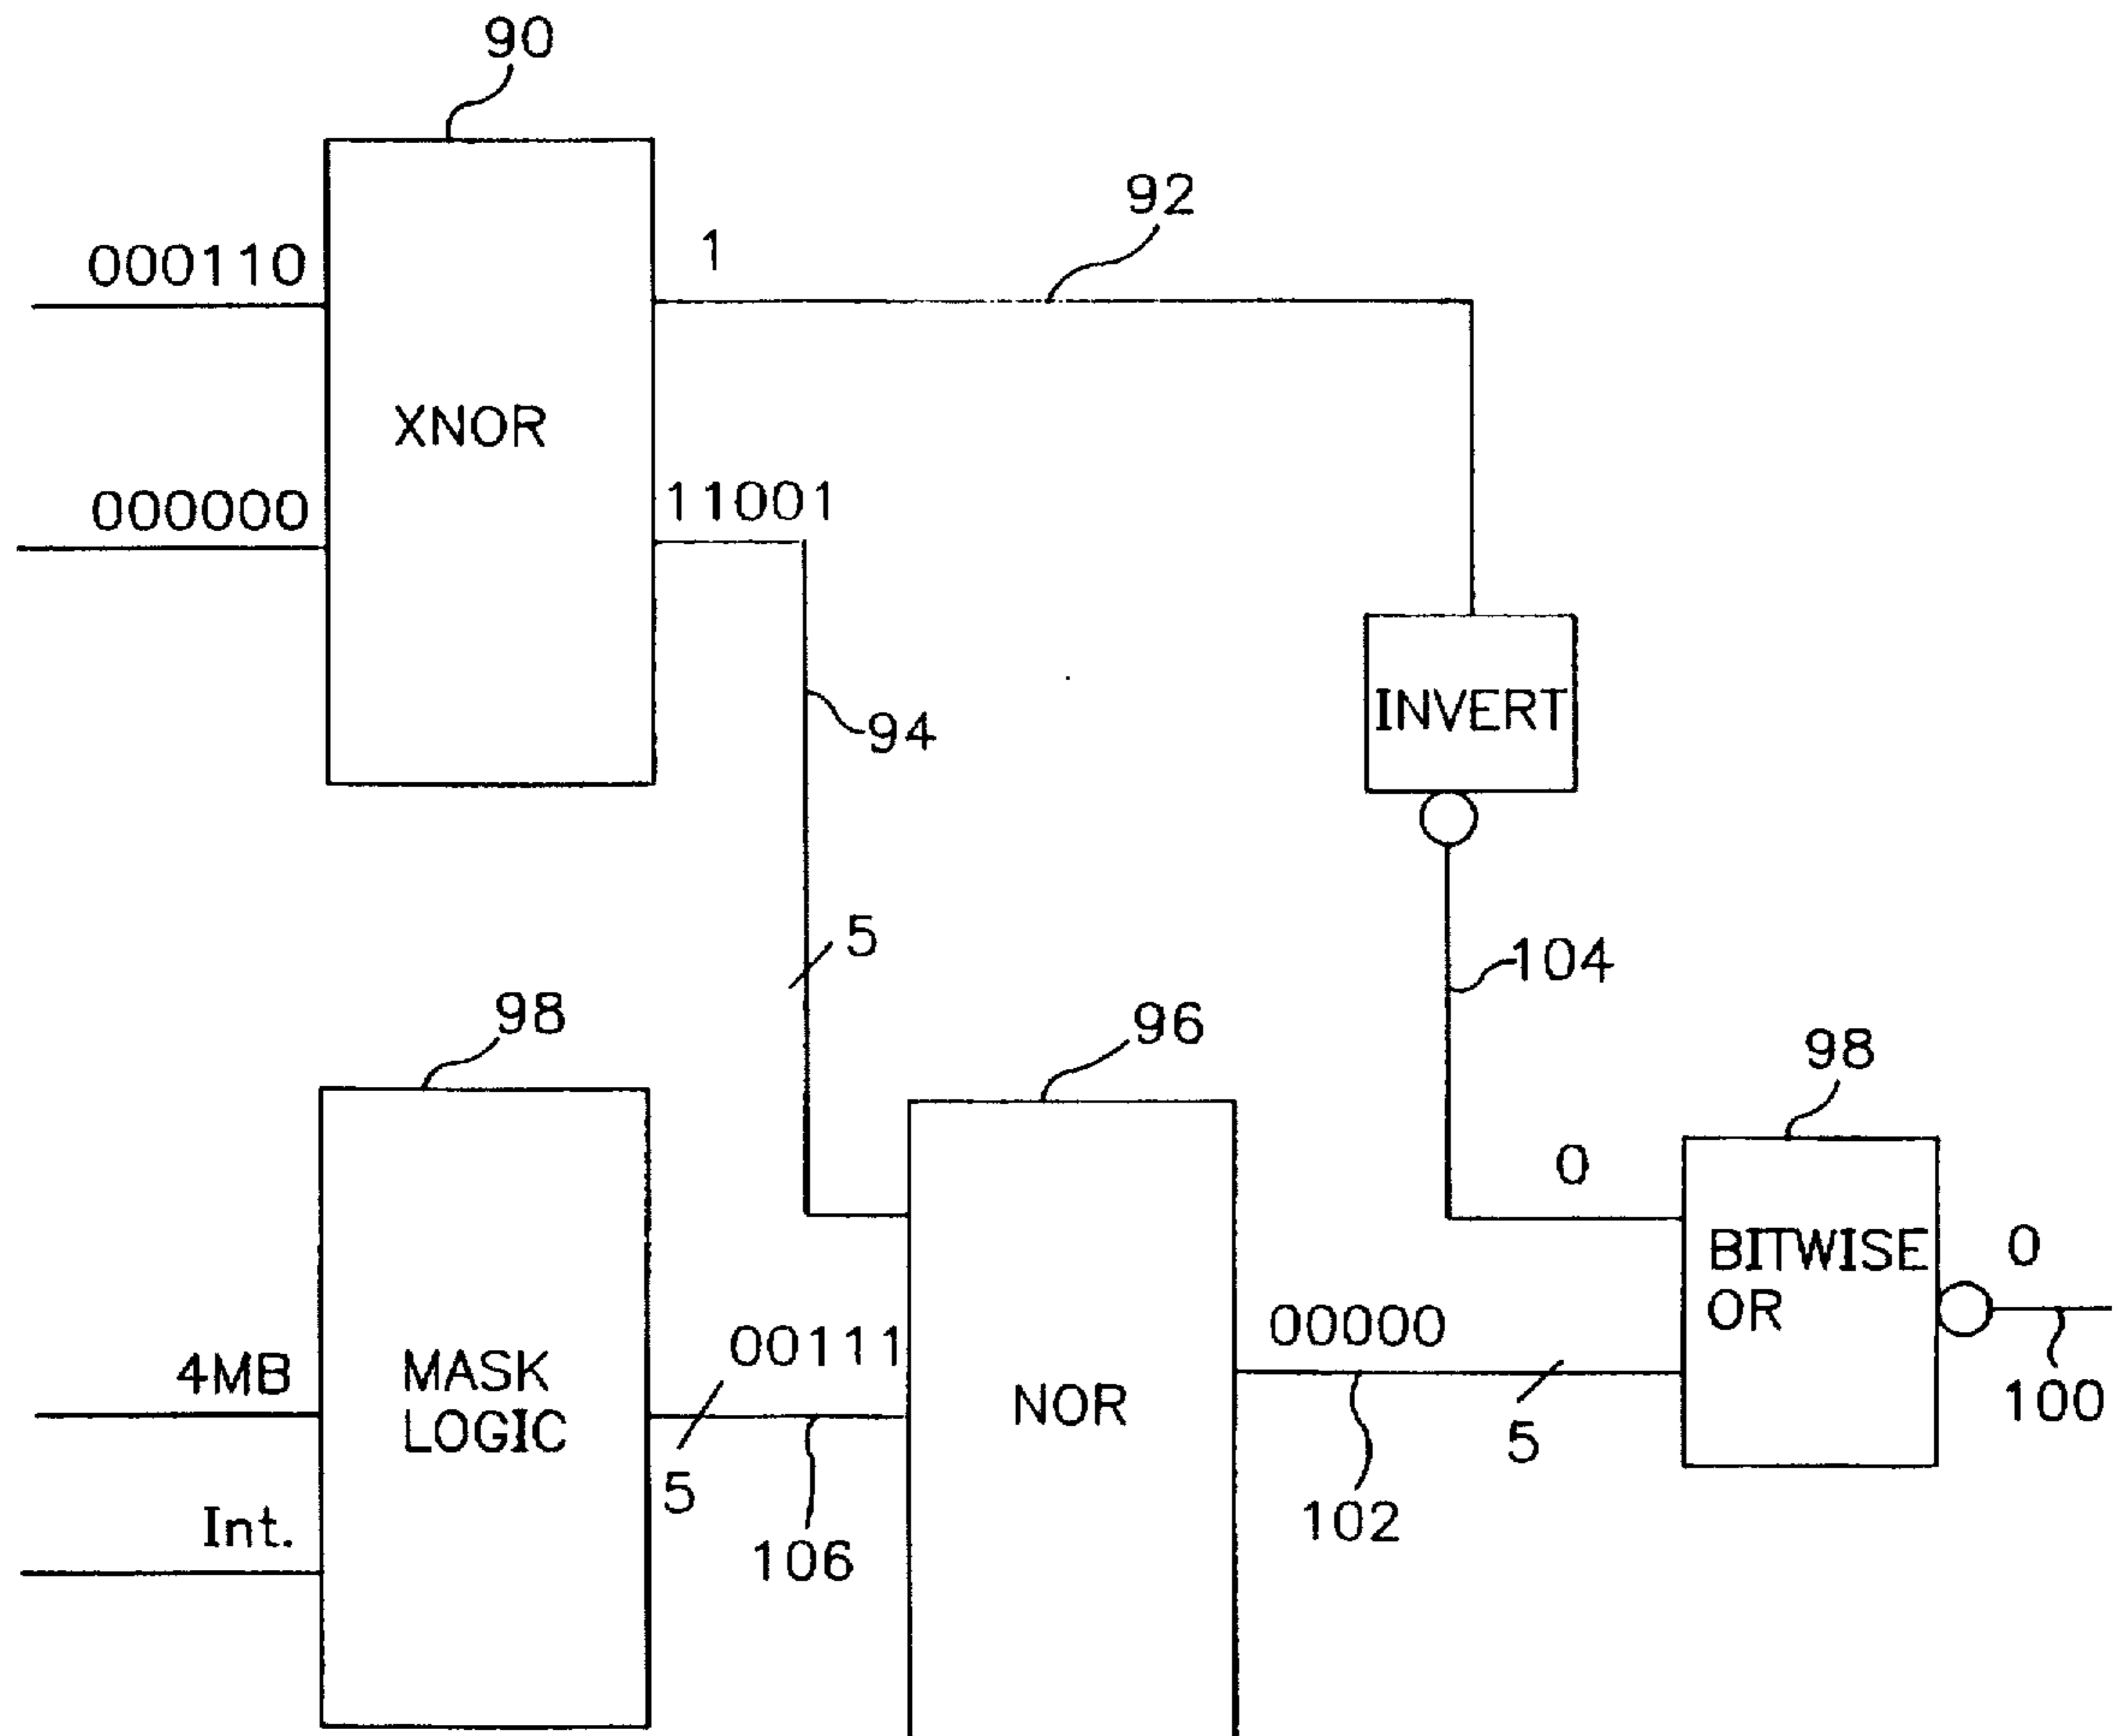 90
92
000110
1
XNOR
000000
11001
INVERT
94
5
104
98
96
98
0
BITWISE
OR
0
00111
00000
4MB
MASK
LOGIC
NOR
100
5
5
Int.
106
102